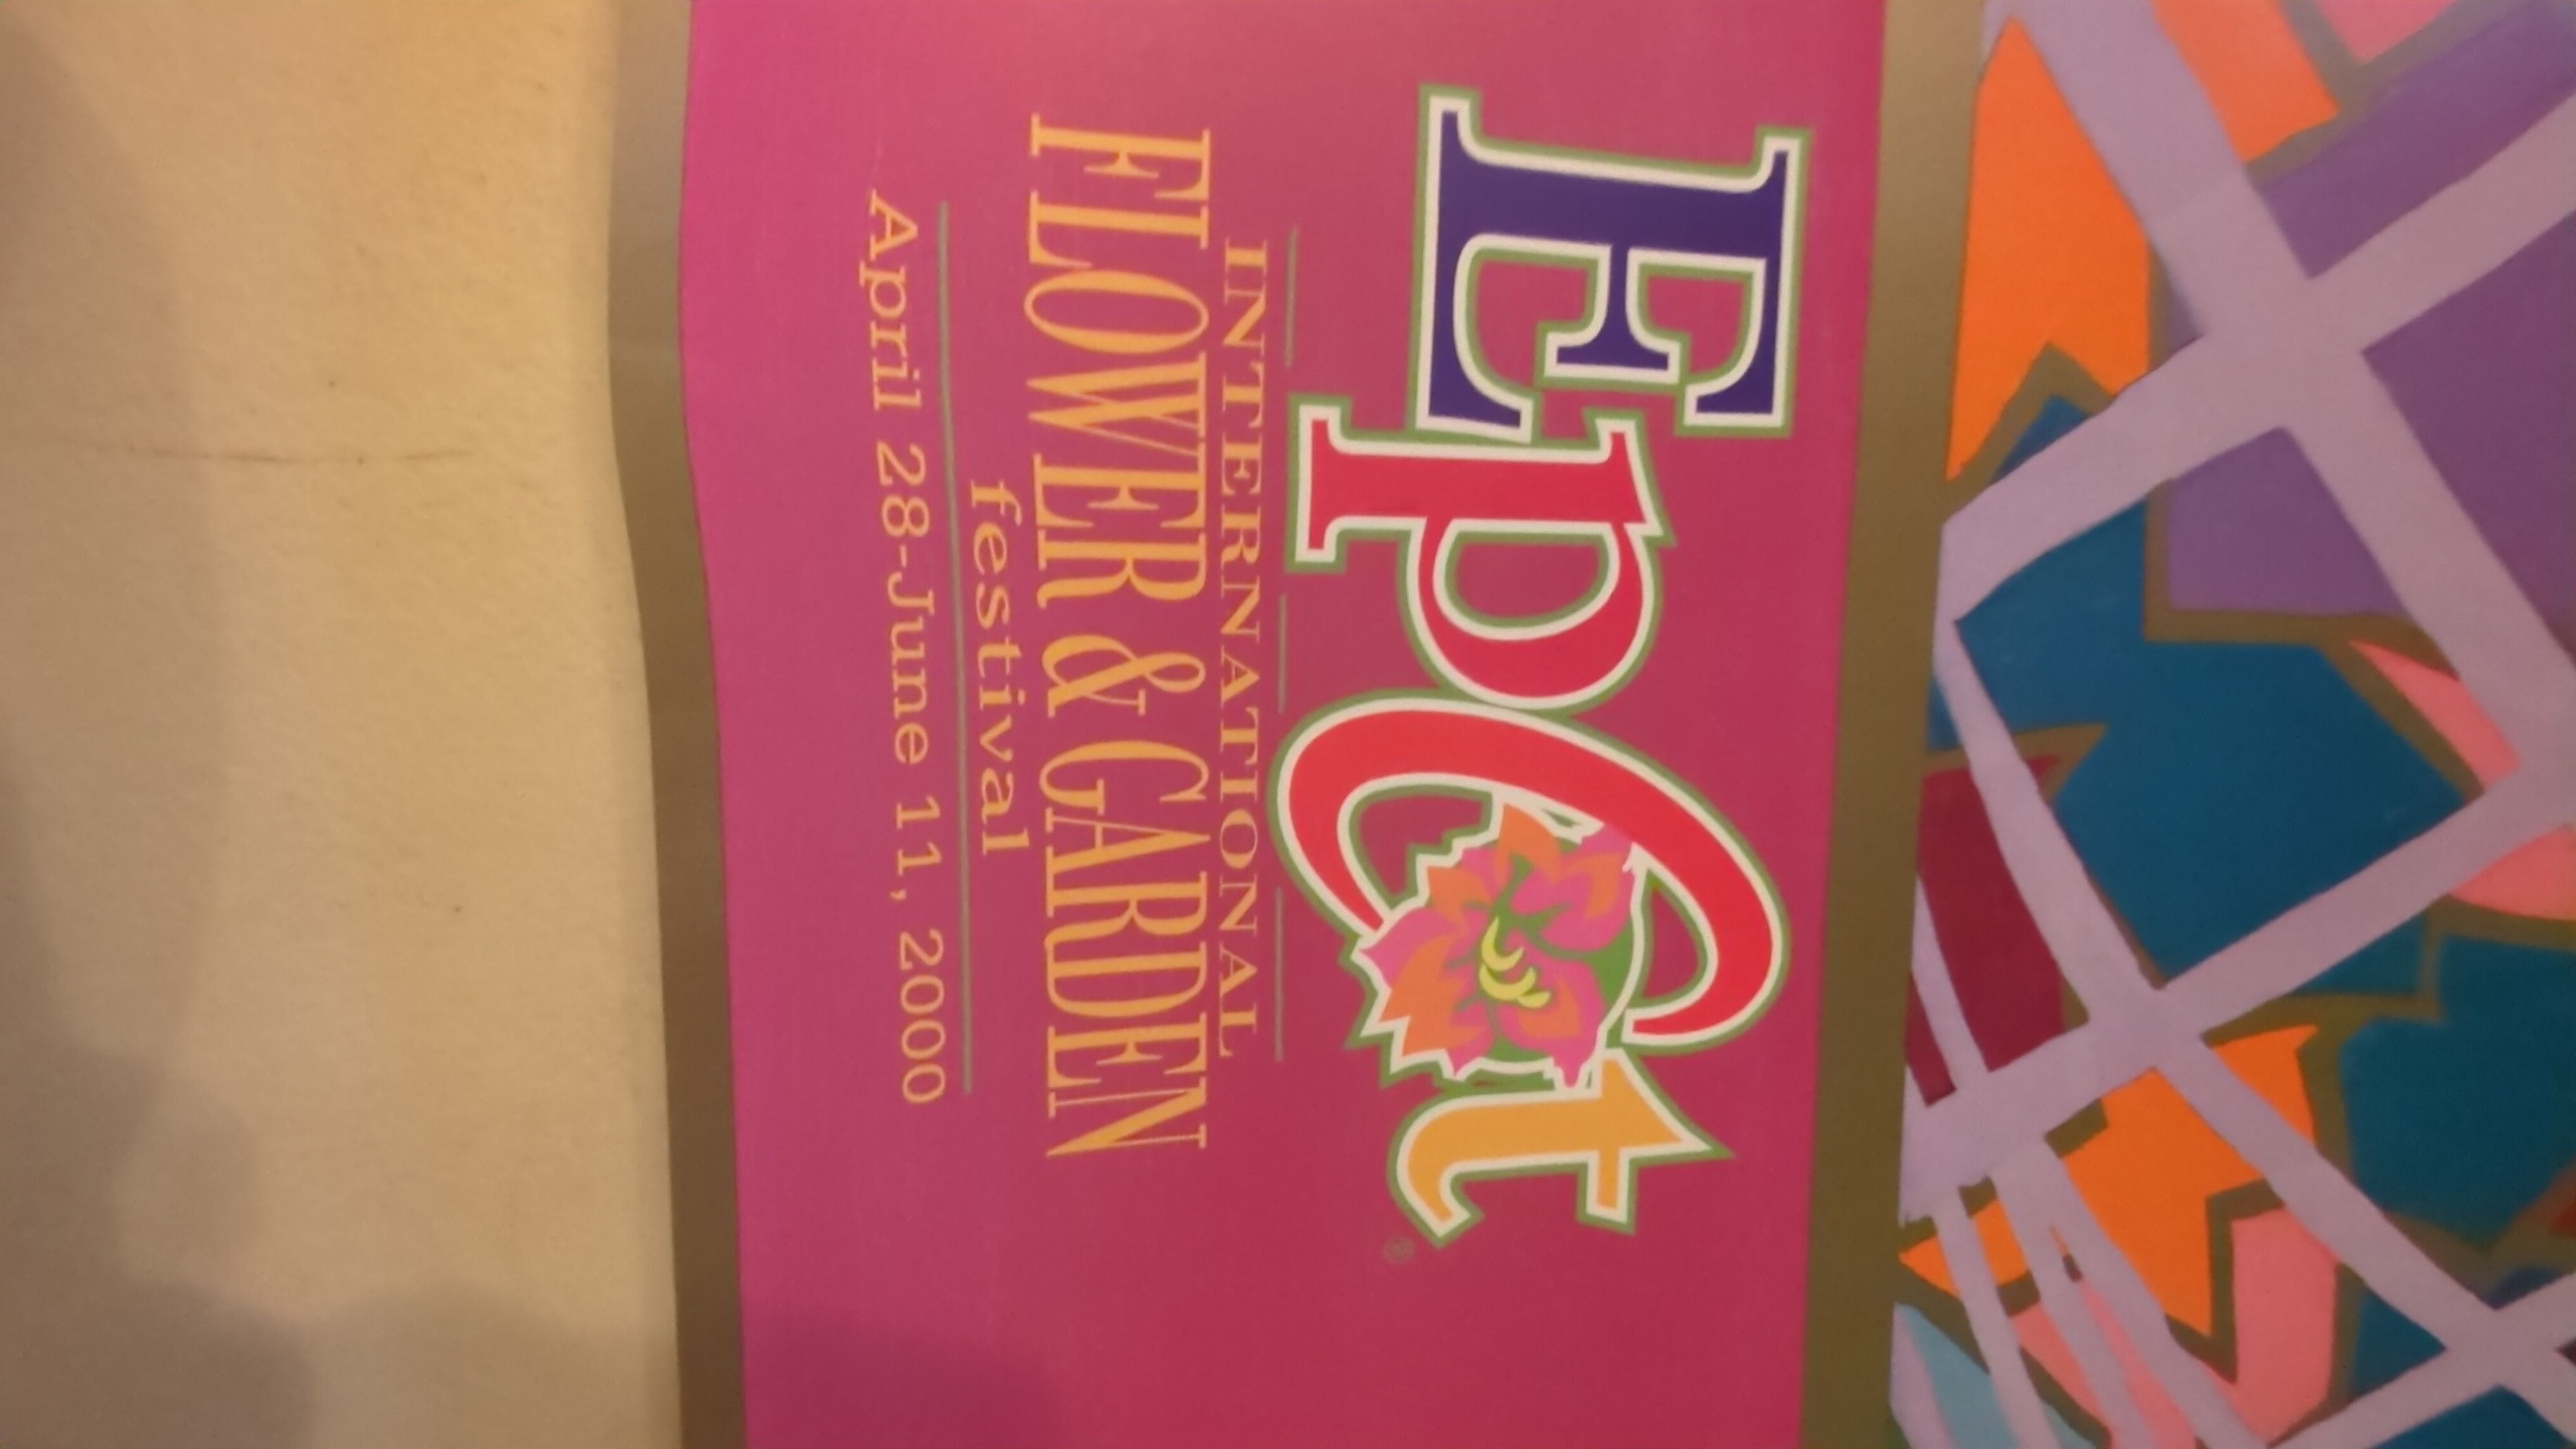 EpCot
INTERNATIONAL
FLOWER & GARDEN
festival
April 28-June 11, 2000